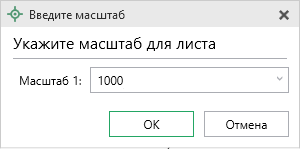 Введите масштаб
Укажите масштаб для листа
Масштаб 1: 1000
ОК Отмена